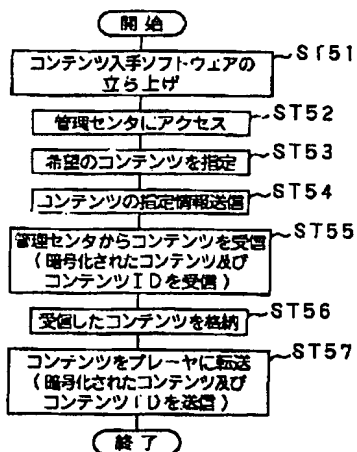 開始
コンテンツ入手ソフトウェアの
立ち上げ
ST51
管理センタにアクセス
ST52
希望のコンテンツを指定
ST53
コンテンツの指定情報送信
ST54
管理センタからコンテンツを受信
(暗号化されたコンテンツ及び
コンテンツIDを受信)
ST55
受信したコンテンツを格納
ST56
コンテンツをプレーヤに転送
(暗号化されたコンテンツ及び
コンテンツIDを送信)
ST57
終了